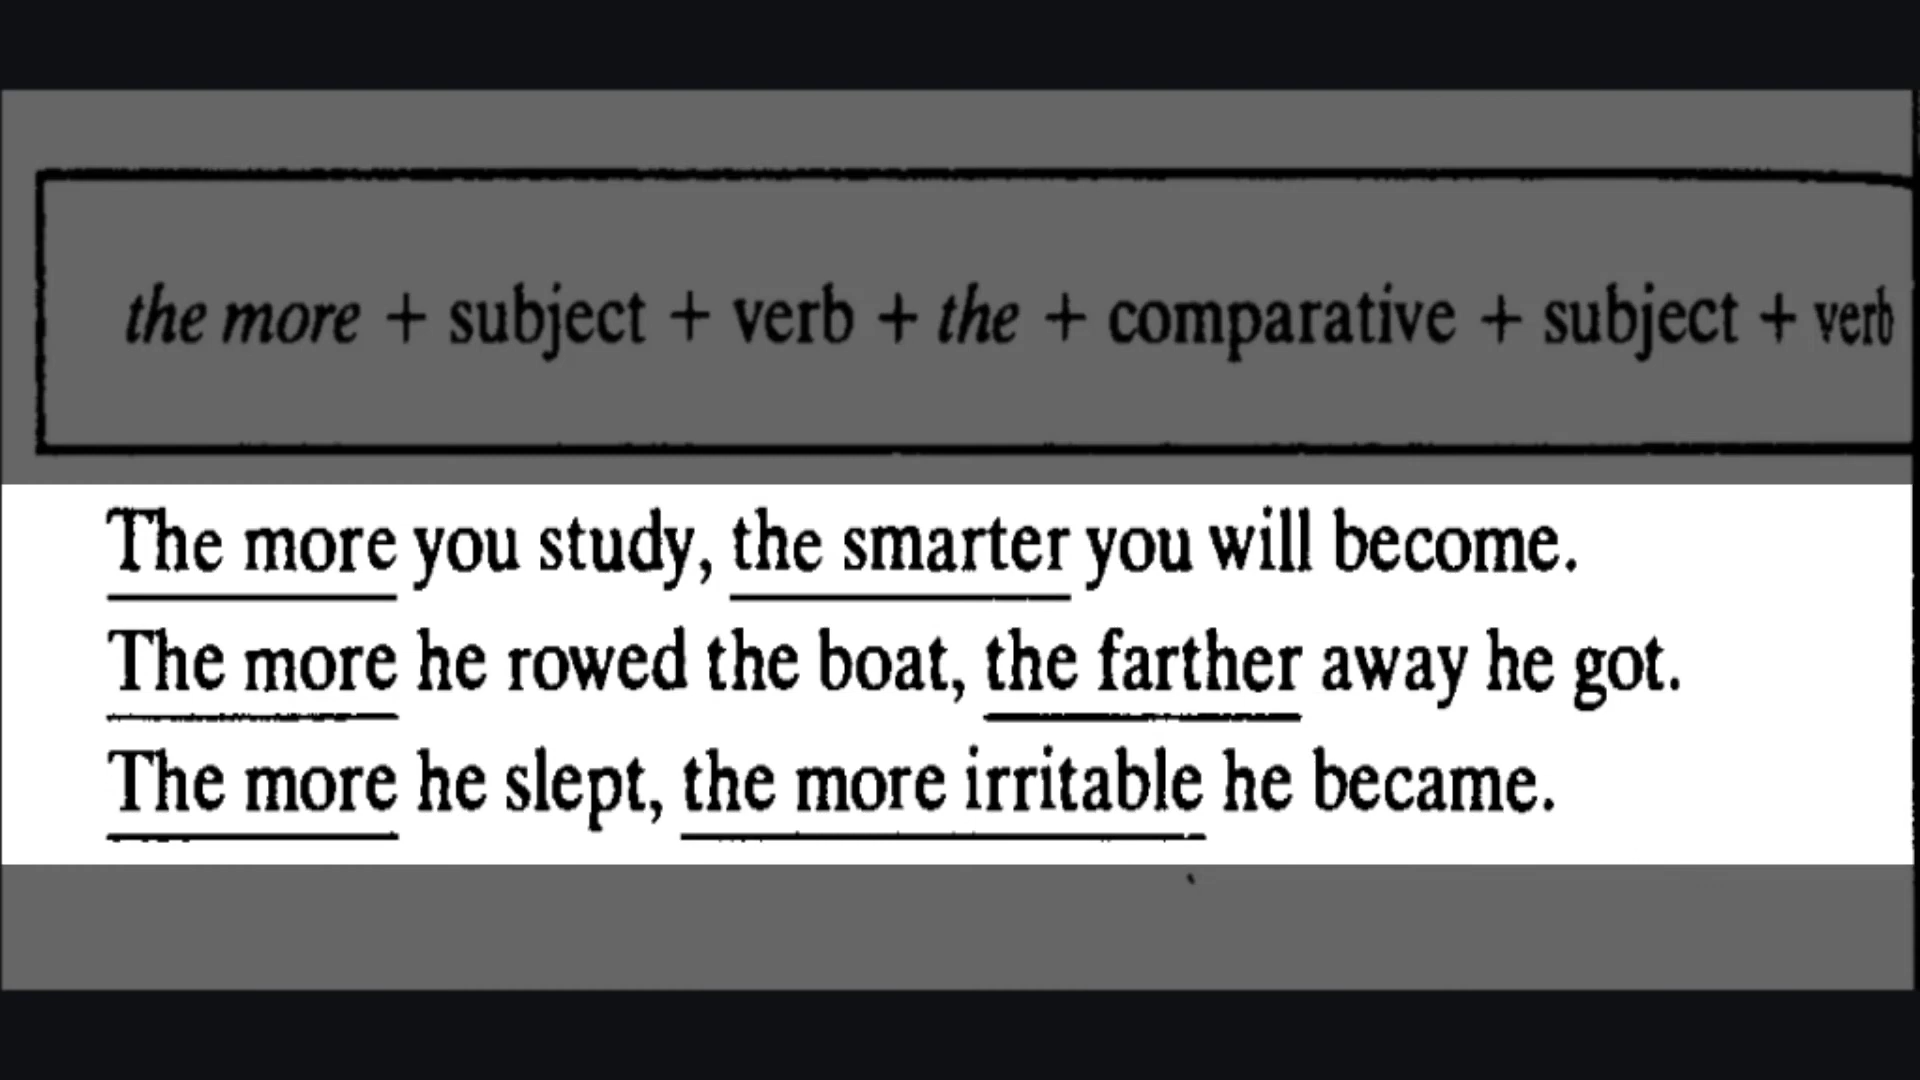 the more + subject + verb + the + comparative + subject + verb
The more you study, the smarter you will become.
The more he rowed the boat, the farther away he got.
The more he slept, the more irritable he became.